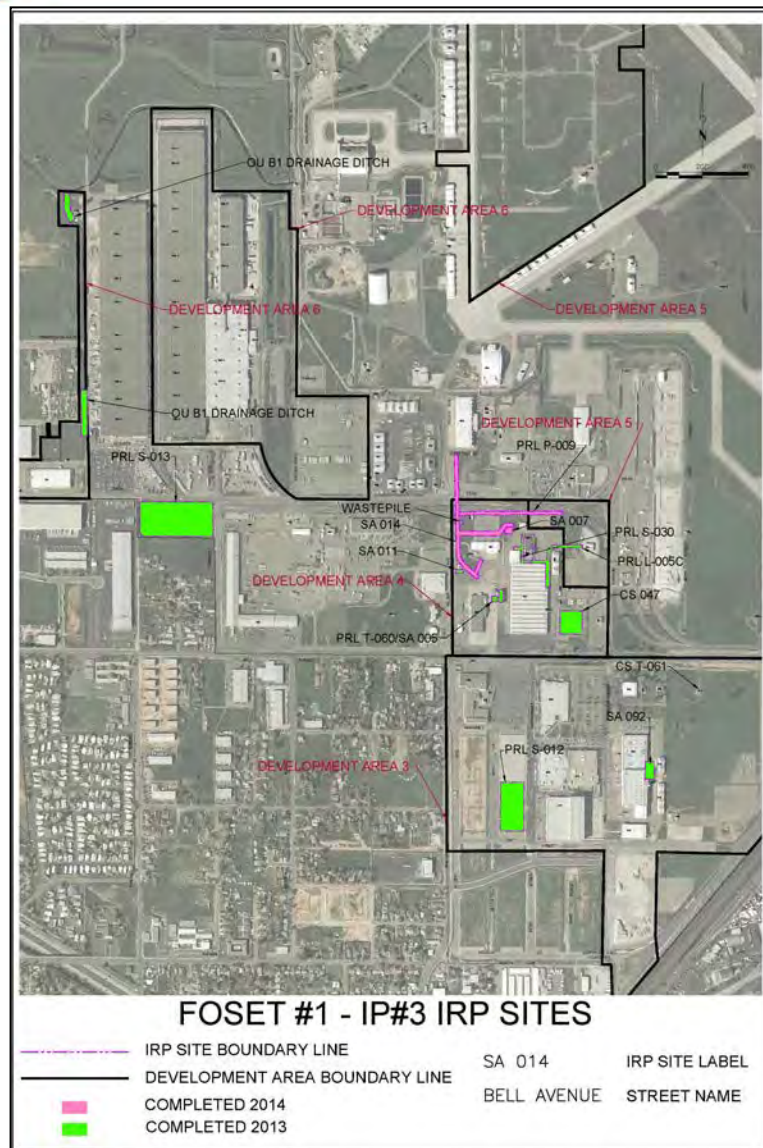 N
0
400
OU B1 DRAINAGE DITCH
DEVELOPMENT AREA 6
DEVELOPMENT AREA 6
DEVELOPMENT AREA 5
OU B1 DRAINAGE DITCH
DEVELOPMENT AREA 5
PRL P-009
PRL S-013
WASTEPILE
SA 007
SA 014
PRL S-030
SA 011
PRL L-005C
DEVELOPMENT AREA 4
CS 047
PRL T-060/SA 006
CS T-061
SA 092
PRL S-012
DEVELOPMENT AREA 3
FOSET #1 - IP#3 IRP SITES
IRP SITE BOUNDARY LINE
SA 014 IRP SITE LABEL
DEVELOPMENT AREA BOUNDARY LINE
BELL AVENUE STREET NAME
COMPLETED 2014
COMPLETED 2013